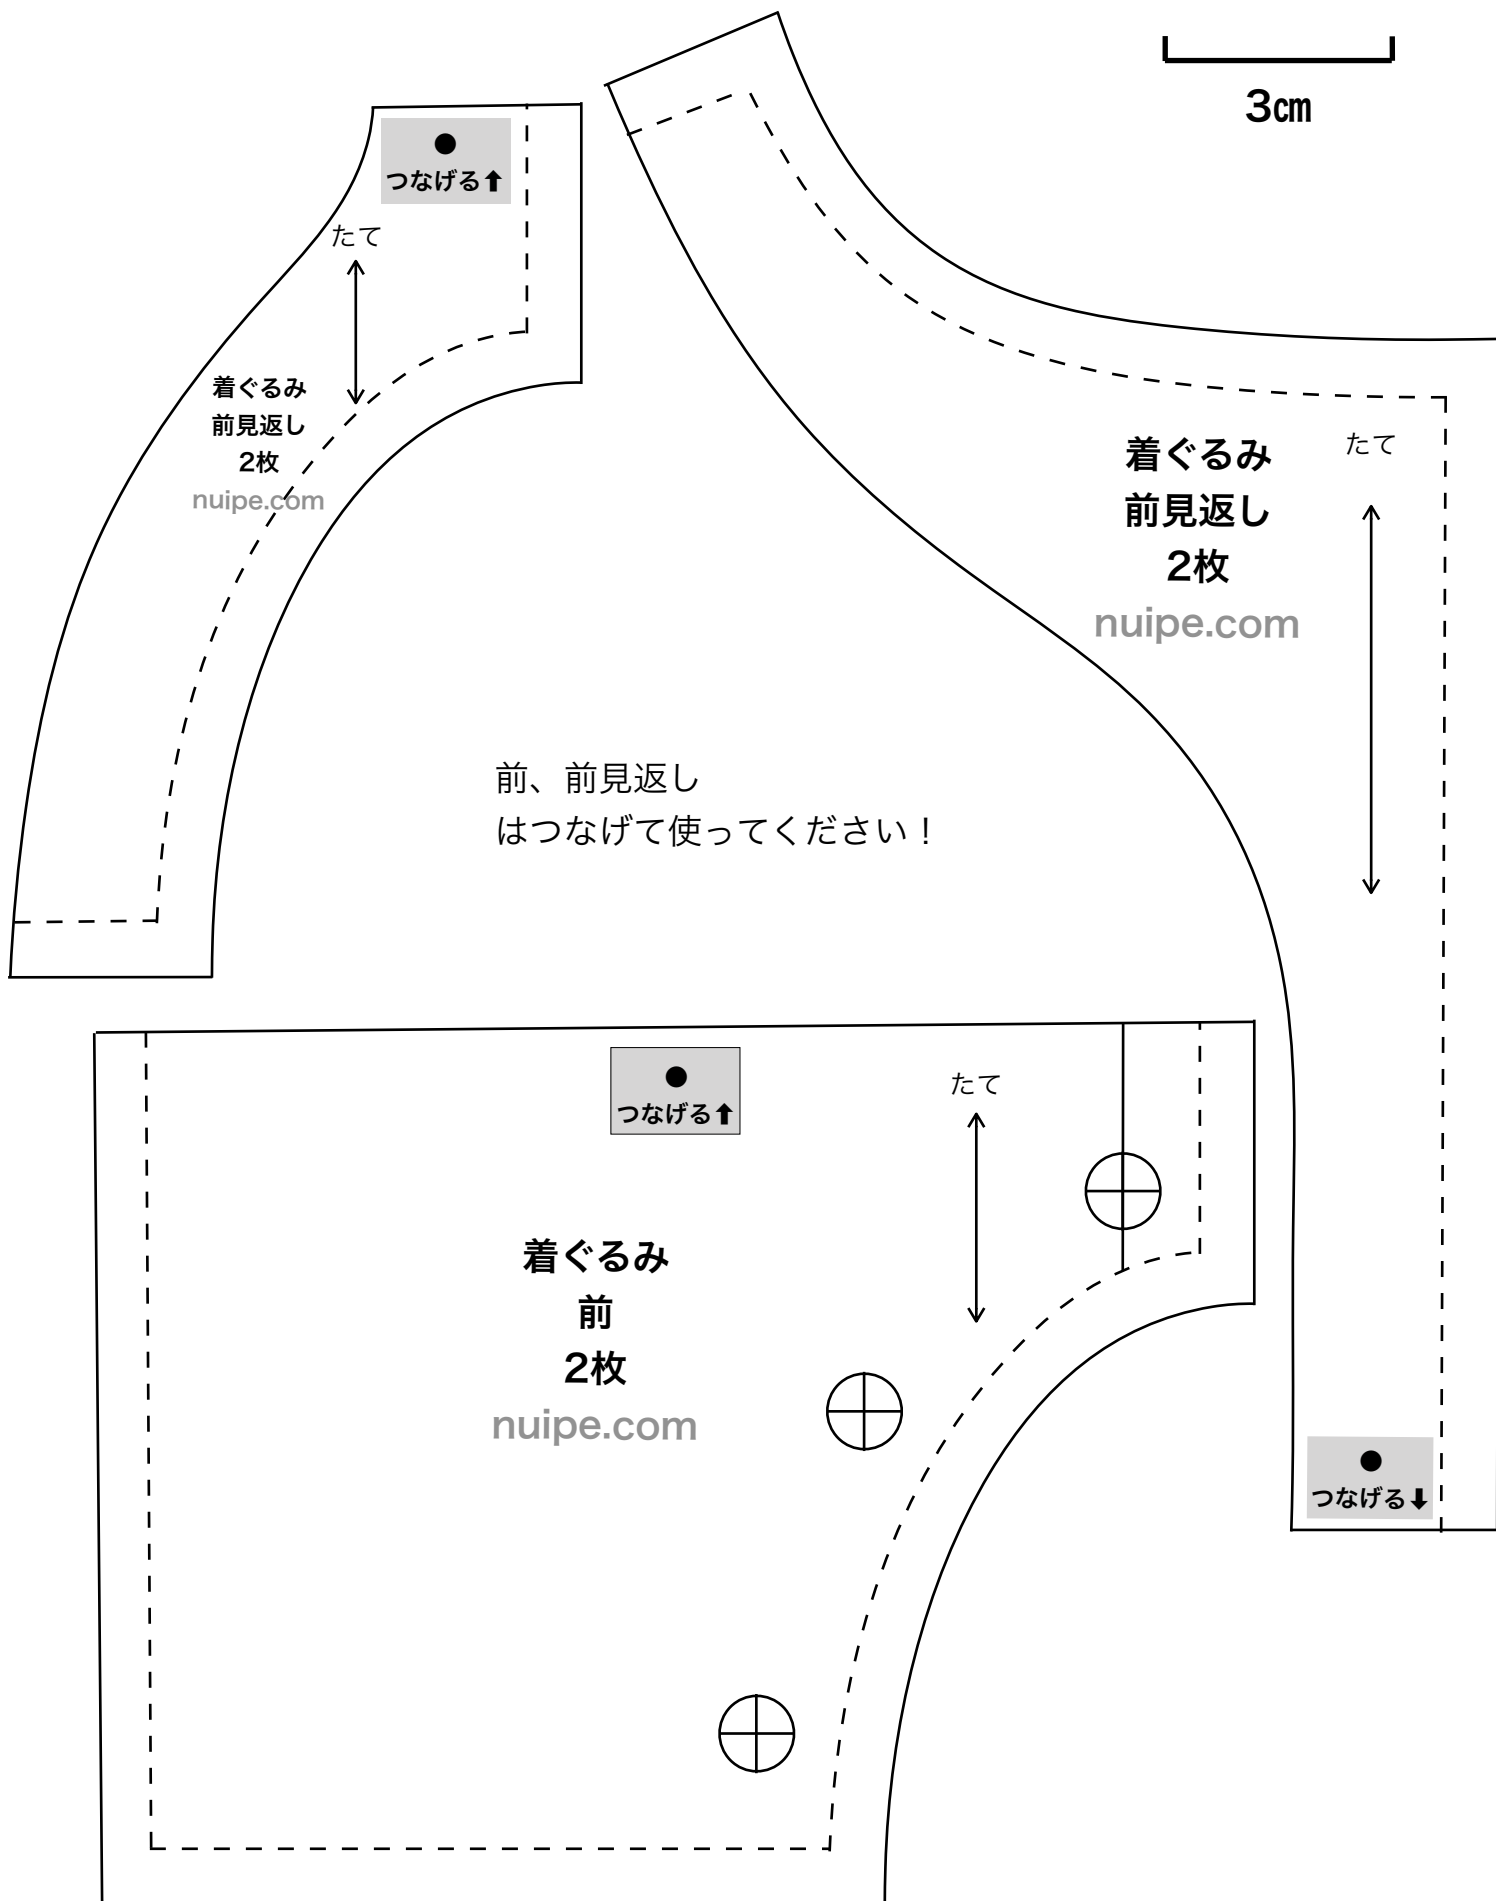 3㎝
●
つなげる⬆
たて
着ぐるみ
前見返し
2枚
nuipe.com
着ぐるみ
前見返し
2枚
nuipe.com
たて
前、前見返し
はつなげて使ってください！
●
つなげる⬆
たて
着ぐるみ
前
2枚
nuipe.com
●
つなげる⬇